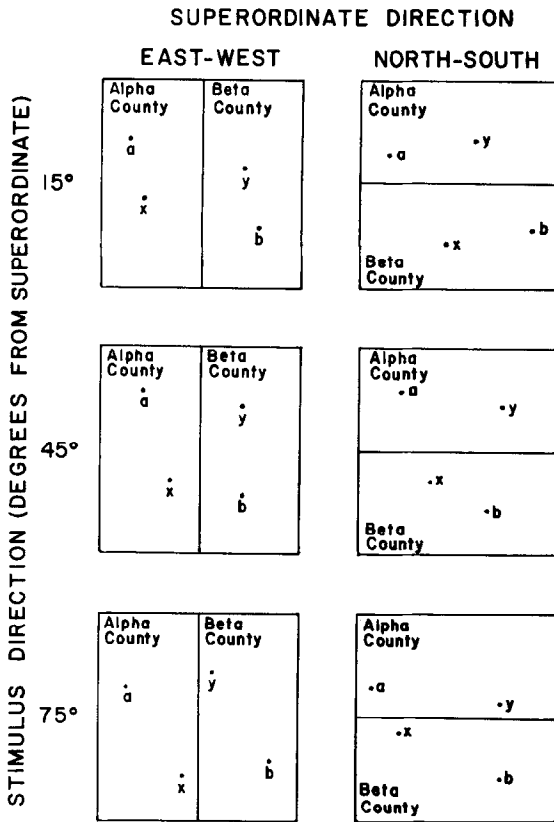 SUPERORDINATE DIRECTION
EAST-WEST
NORTH-SOUTH
STIMULUS DIRECTION (DEGREES FROM SUPERORDINATE)
15°
Alpha
County
Beta
County
a
x
y
b
Alpha
County
a
y
x
b
Beta
County
45°
Alpha
County
Beta
County
a
y
x
b
Alpha
County
a
y
x
b
Beta
County
75°
Alpha
County
Beta
County
a
y
x
b
Alpha
County
a
y
x
b
Beta
County